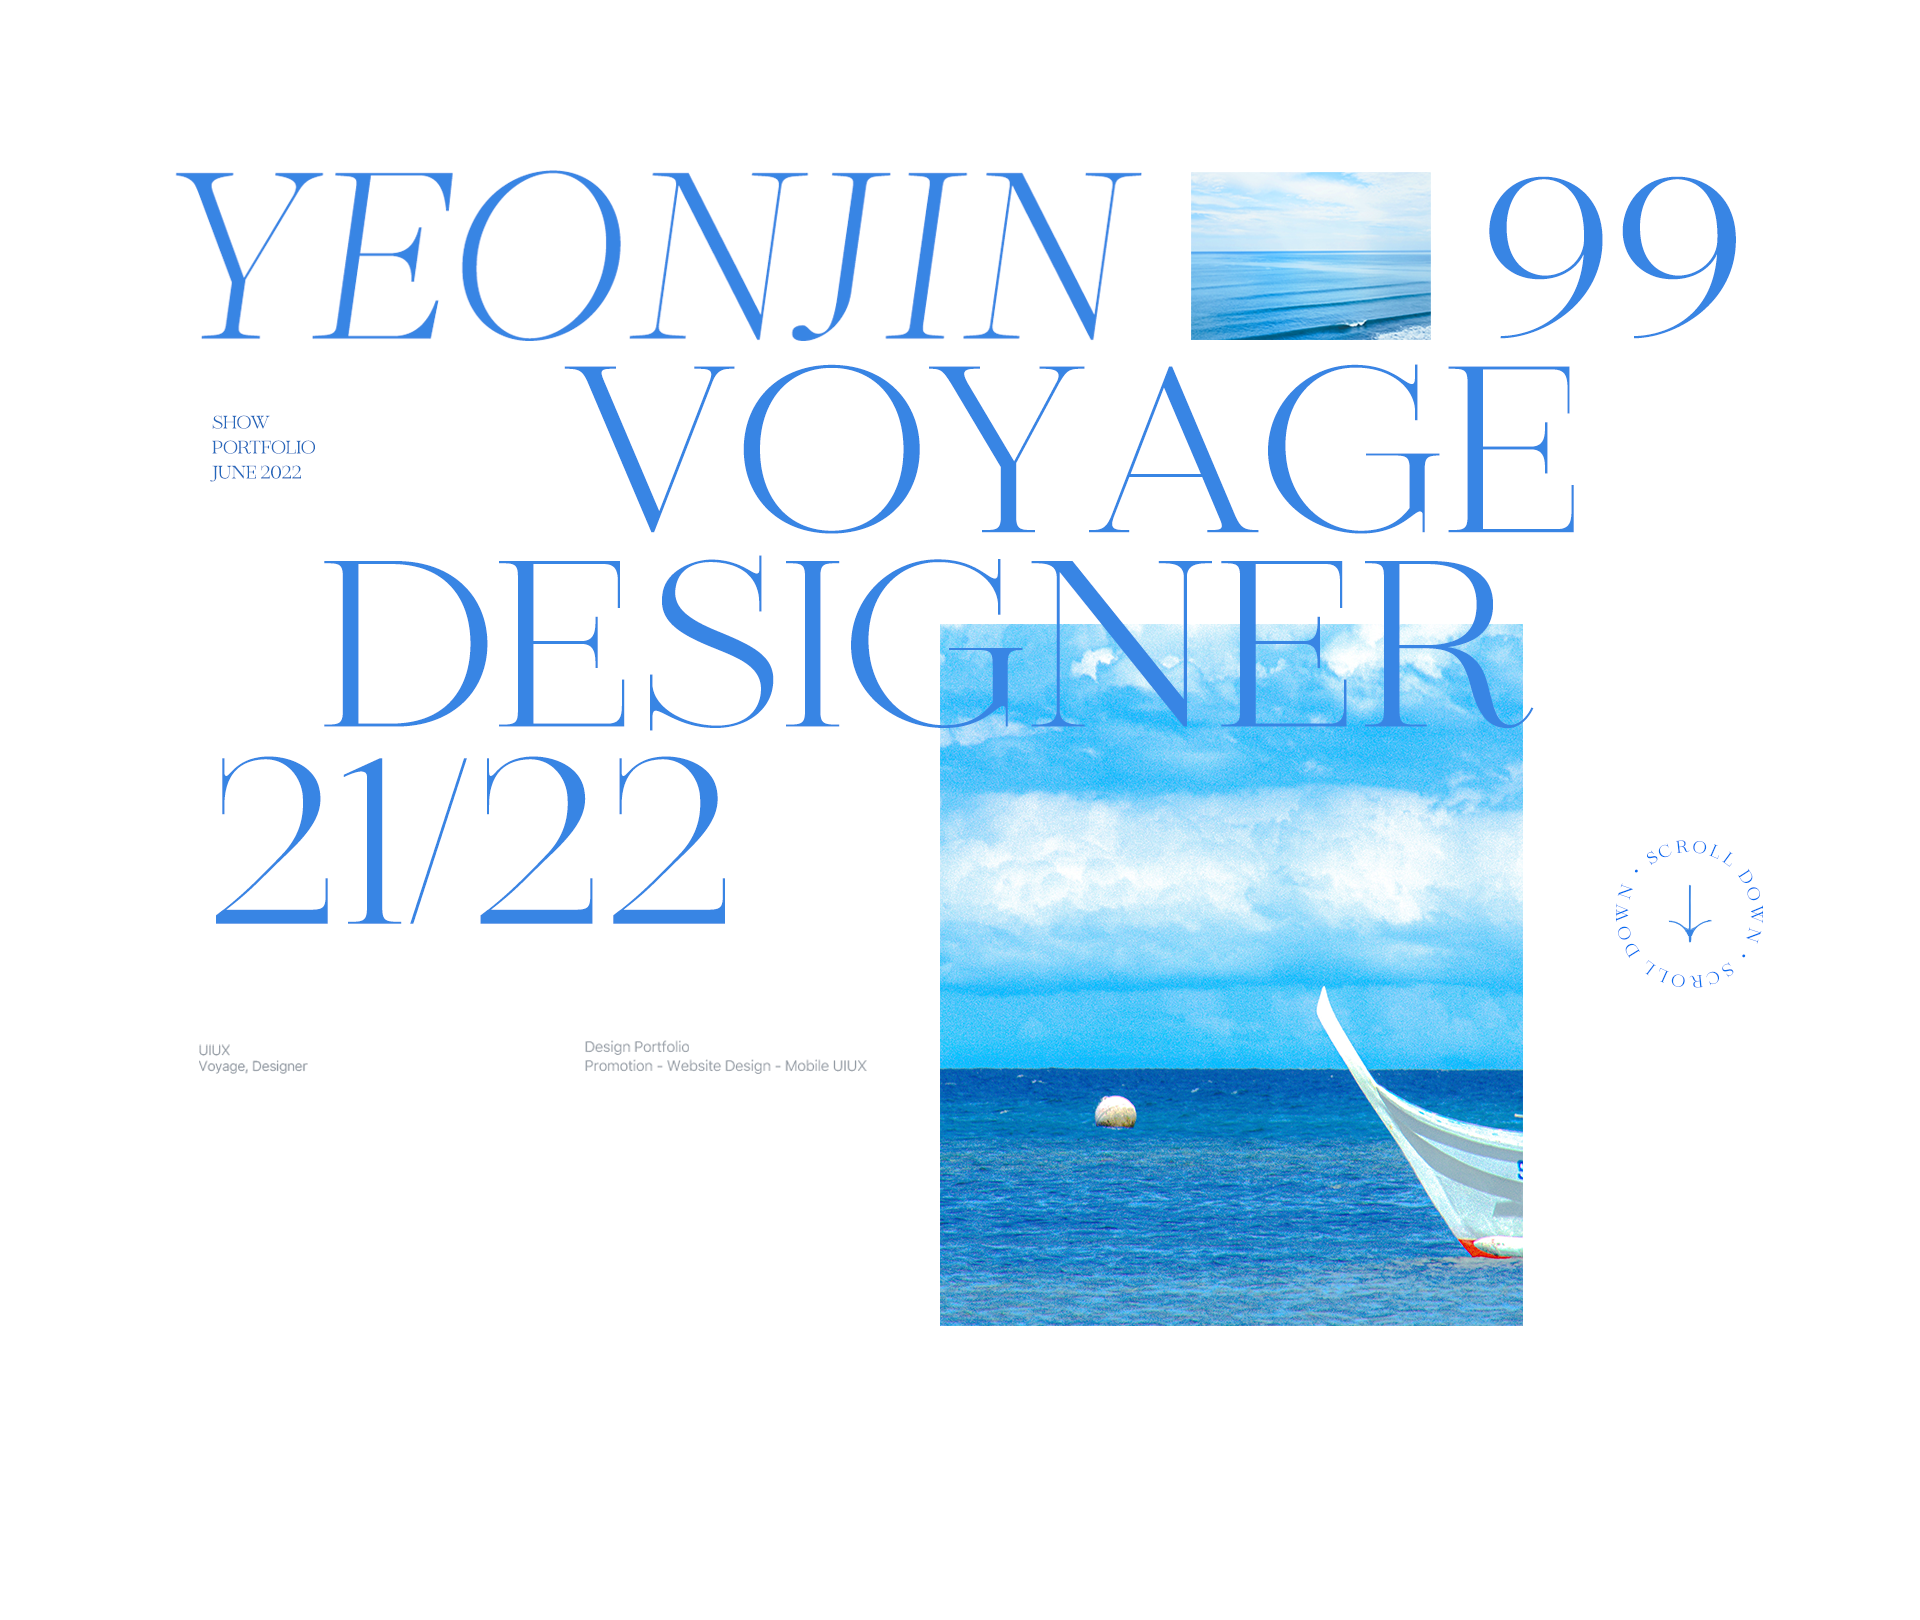 YEONJIN 99
VOYAGE
SHOW
PORTFOLIO
JUNE 2022
DESIGNER
21/22
SCROLL DOWN • SCROLL DOWN •
UIUX
Voyage, Designer
Design Portfolio
Promotion - Website Design - Mobile UIUX